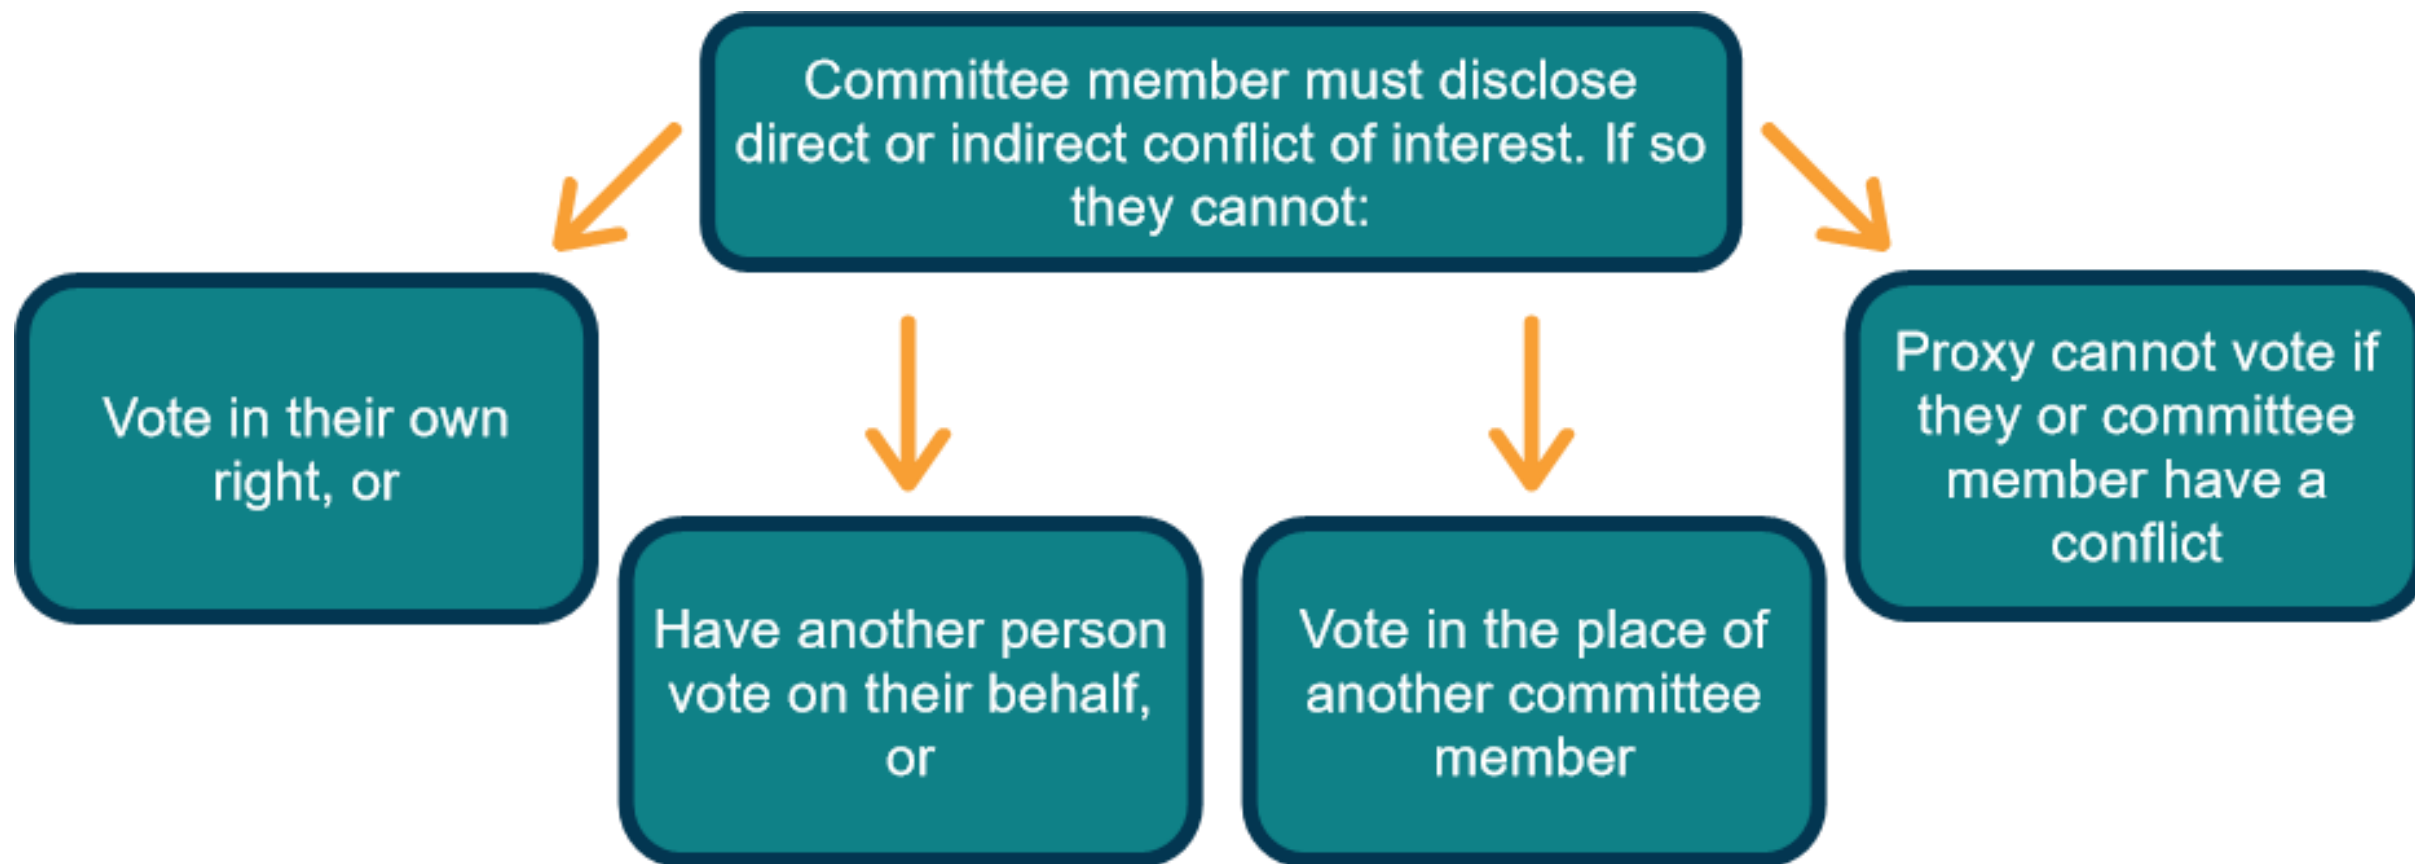 Committee member must disclose
direct or indirect conflict of interest. If so
they cannot:
Vote in their own
right, or
Have another person
vote on their behalf,
or
Vote in the place of
another committee
member
Proxy cannot vote if
they or committee
member have a
conflict